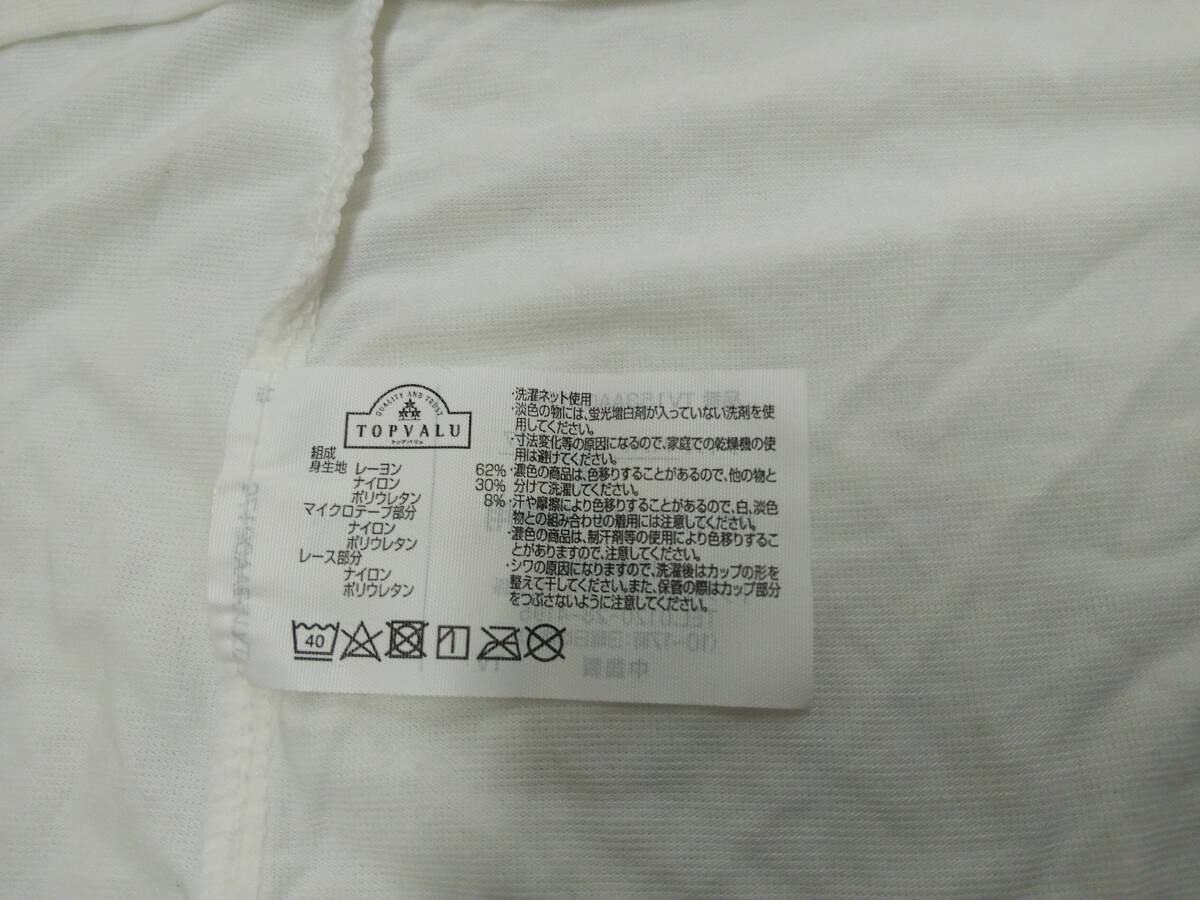 QUALITY AND TRUST
TOPVALU
トップバリュ
組成
身生地 レーヨン 62%
ナイロン 30%
ポリウレタン 8%
マイクロテープ部分
ナイロン
ポリウレタン
レース部分
ナイロン
ポリウレタン
・洗濯ネット使用
・淡色の物には、蛍光増白剤が入っていない洗剤を使
用してください。
・寸法変化等の原因になるので、家庭での乾燥機の使
用は避けてください。
・濃色の商品は、色移りすることがあるので、他の物と
分けて洗濯してください。
・汗や摩擦により色移りすることがあるので、白、淡色
物との組み合わせの着用には注意してください。
・濃色の商品は、制汗剤等の使用により色移りするこ
とがありますので、注意してください。
・シワの原因になりますので、洗濯後はカップの形を
整えて干してください。また、保管の際はカップ部分
をつぶさないように注意してください。
40